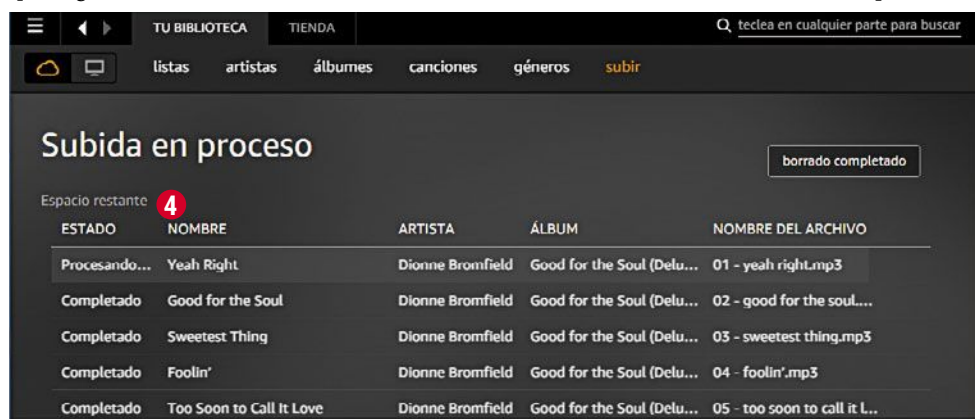 TU BIBLIOTECA TIENDA teclea en cualquier parte para buscar
listas artistas álbumes canciones géneros subir
Subida en proceso
borrado completado
Espacio restante 4
ESTADO NOMBRE ARTISTA ÁLBUM NOMBRE DEL ARCHIVO
Procesando... Yeah Right Dionne Bromfield Good for the Soul (Delu... 01 - yeah right.mp3
Completado Good for the Soul Dionne Bromfield Good for the Soul (Delu... 02 - good for the soul....
Completado Sweetest Thing Dionne Bromfield Good for the Soul (Delu... 03 - sweetest thing.mp3
Completado Foolin' Dionne Bromfield Good for the Soul (Delu... 04 - foolin'.mp3
Completado Too Soon to Call It Love Dionne Bromfield Good for the Soul (Delu... 05 - too soon to call it l...